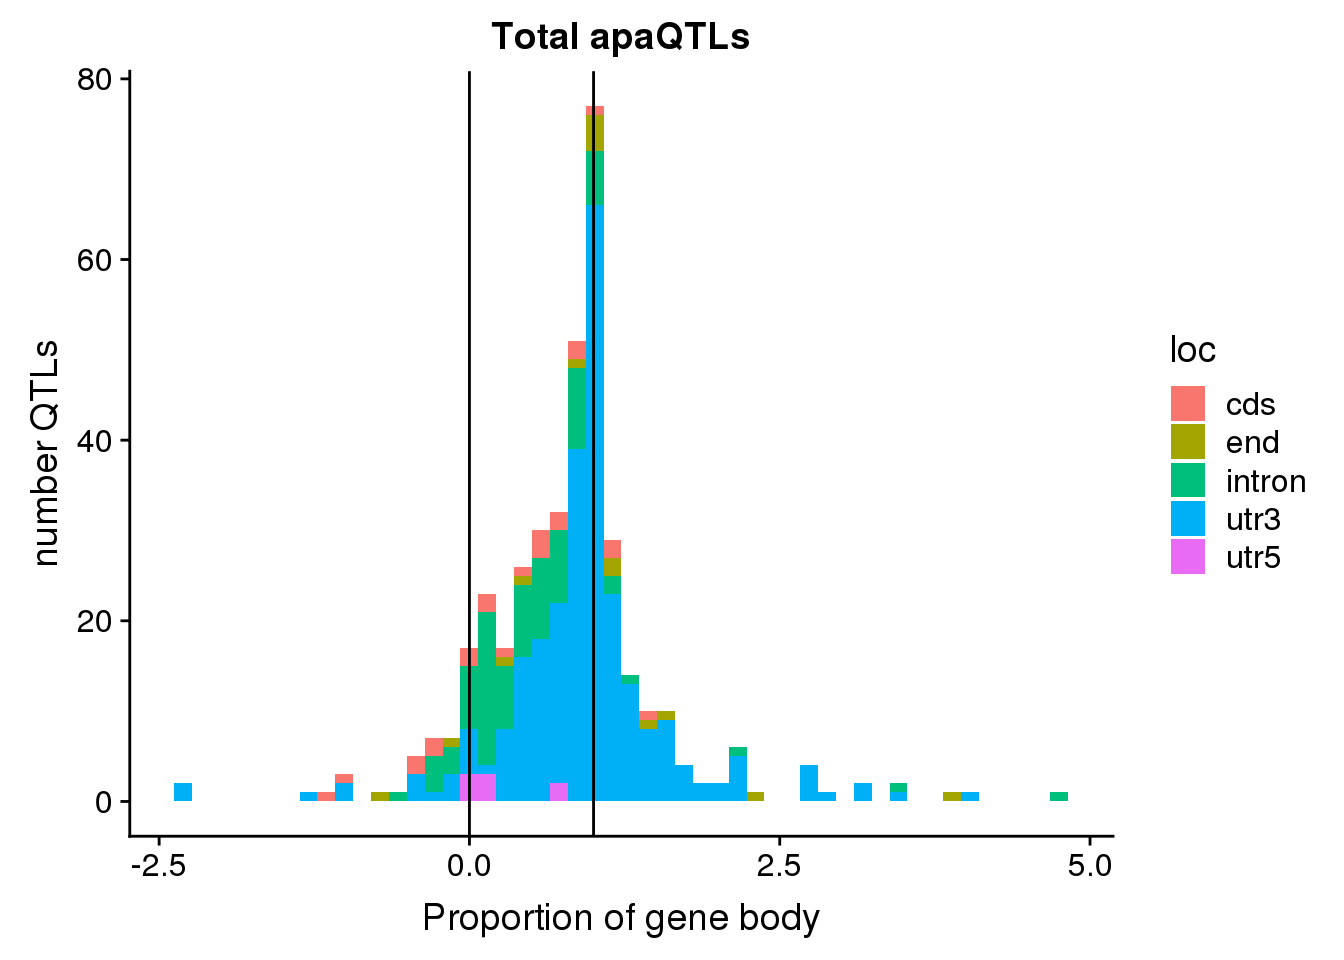 Total apaQTLs
80
60
40
20
0
number QTLs
-2.5
0.0
2.5
5.0
Proportion of gene body
loc
cds
end
intron
utr3
utr5